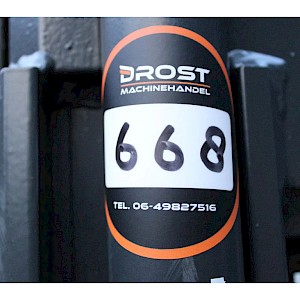 DROST
MACHINEHANDEL
668
TEL. 06-49827516